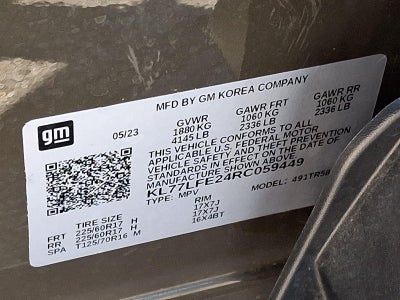 MFD BY GM KOREA COMPANY
gm
05/23
GVWR GAWR FRT GAWR RR
1880 KG 1060 KG 1060 KG
4145 LB 2336 LB 2336 LB
THIS VEHICLE CONFORMS TO ALL
APPLICABLE U.S. FEDERAL MOTOR
VEHICLE SAFETY AND THEFT PREVENTION
STANDARDS IN EFFECT ON THE DATE OF
MANUFACTURE SHOWN ABOVE
KL77LFE24RC059449
TYPE: MPV MODEL: 491TR58
TIRE SIZE RIM
FRT 225/60R17 H 17X7J
RR 225/60R17 H 17X7J
SPA T125/70R16 M 16X4BT